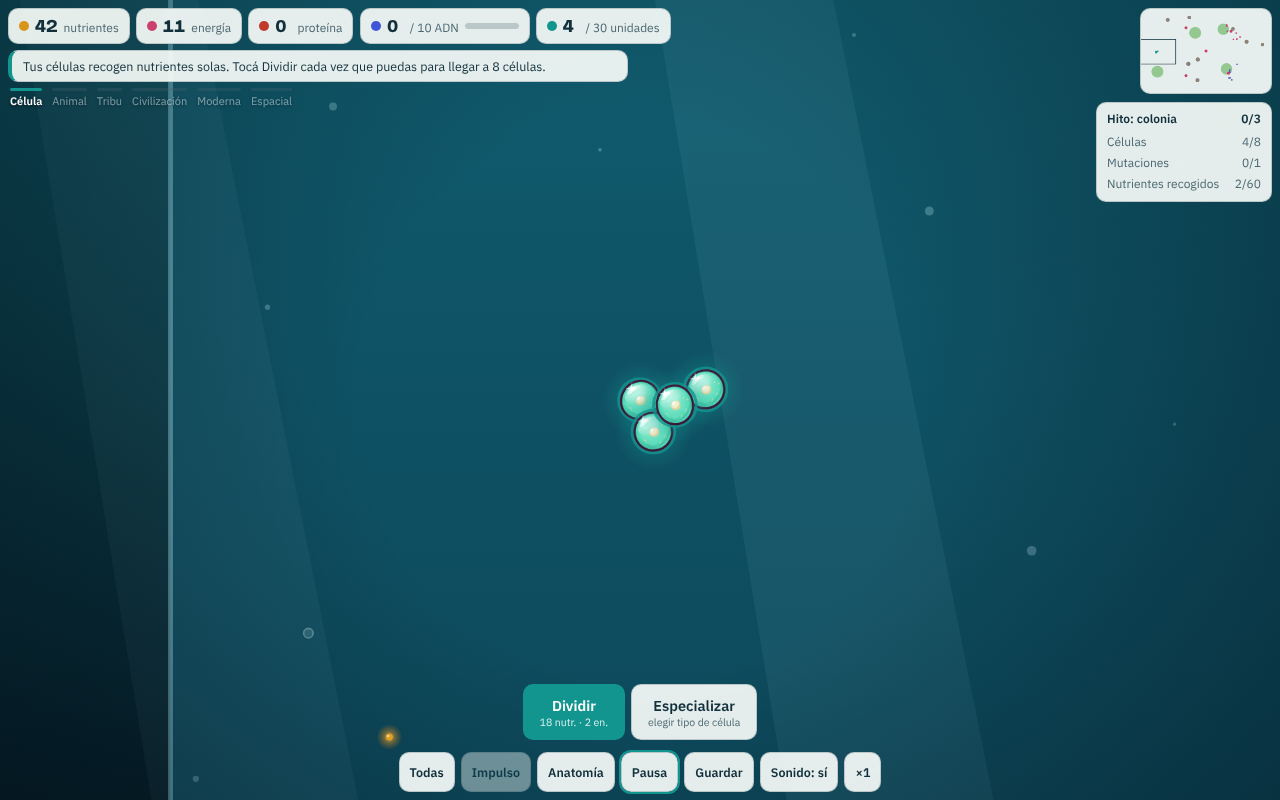 42 nutrientes 11 energía 0 proteína 0 / 10 ADN 4 / 30 unidades
Tus células recogen nutrientes solas. Tocá Dividir cada vez que puedas para llegar a 8 células.
Célula Animal Tribu Civilización Moderna Espacial
Hito: colonia 0/3
Células 4/8
Mutaciones 0/1
Nutrientes recogidos 2/60
Dividir
18 nutr. · 2 en.
Especializar
elegir tipo de célula
Todas Impulso Anatomía Pausa Guardar Sonido: sí ×1